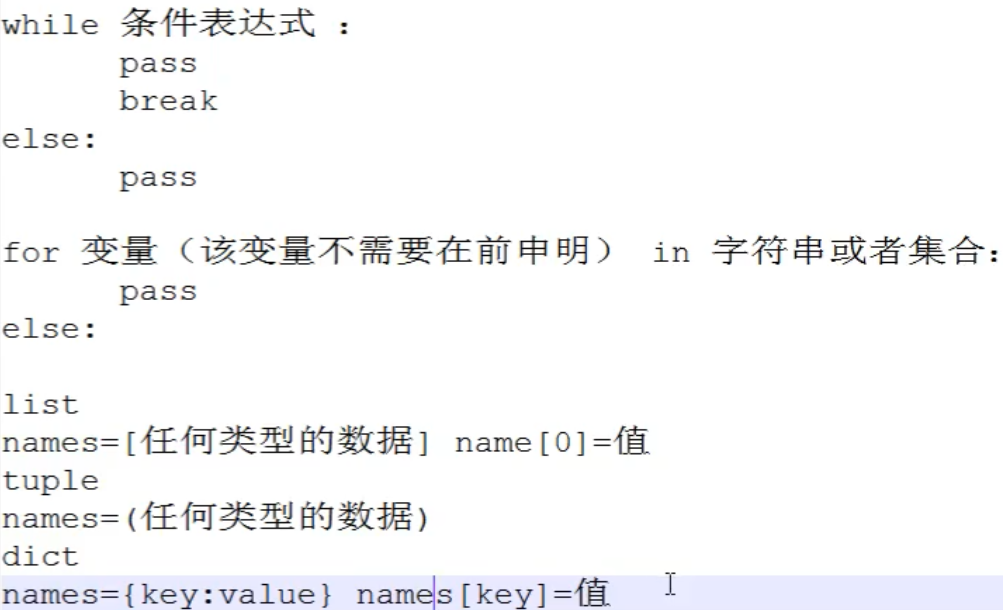 while 条件表达式 ：
pass
break
else:
pass
for 变量（该变量不需要在前申明） in 字符串或者集合:
pass
else:
list
names=[任何类型的数据] name[0]=值
tuple
names=(任何类型的数据)
dict
names={key:value} names[key]=值